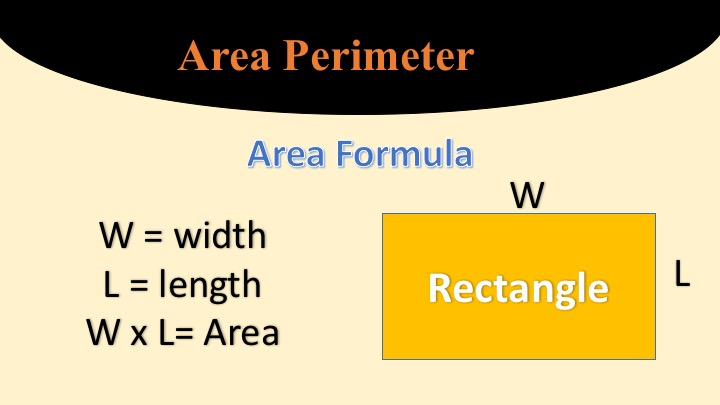 Area Perimeter
Area Formula
W
W = width
L = length
W x L= Area
Rectangle
L